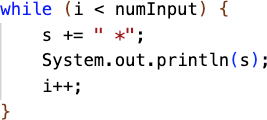 while (i < numInput) {
    s += " *";
    System.out.println(s);
    i++;
}